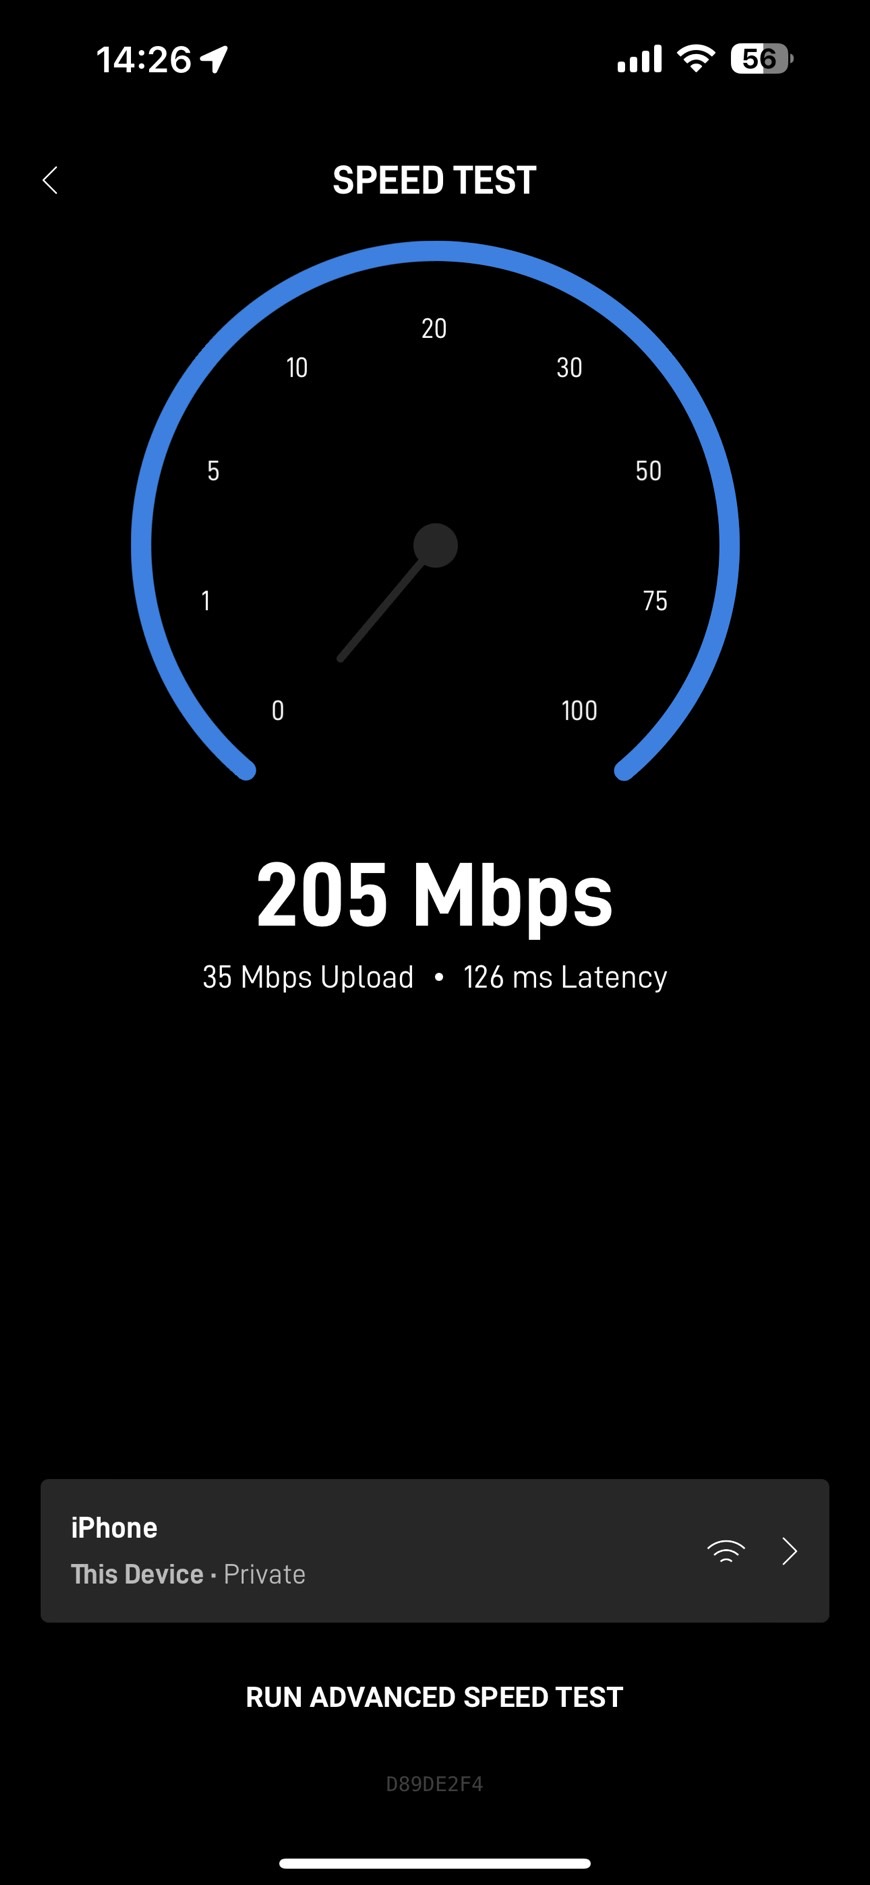 14:26
56
SPEED TEST
20
10
30
5
50
1
75
0
100
205 Mbps
35 Mbps Upload • 126 ms Latency
iPhone
This Device · Private
RUN ADVANCED SPEED TEST
D89DE2F4